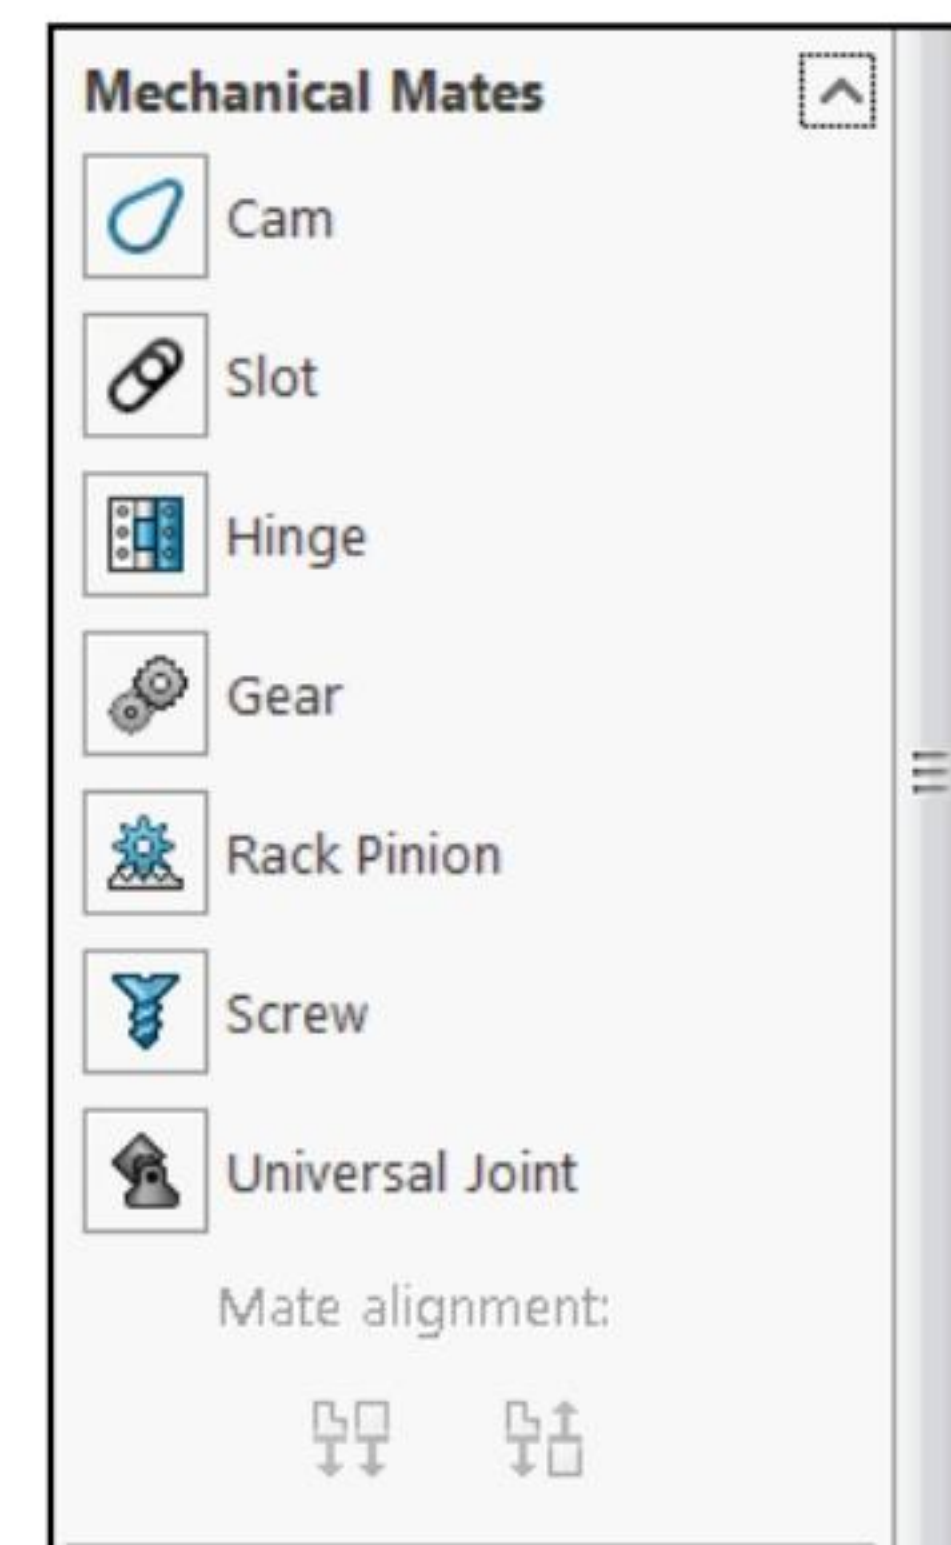 Mechanical Mates
Cam
Slot
Hinge
Gear
Rack Pinion
Screw
Universal Joint
Mate alignment: